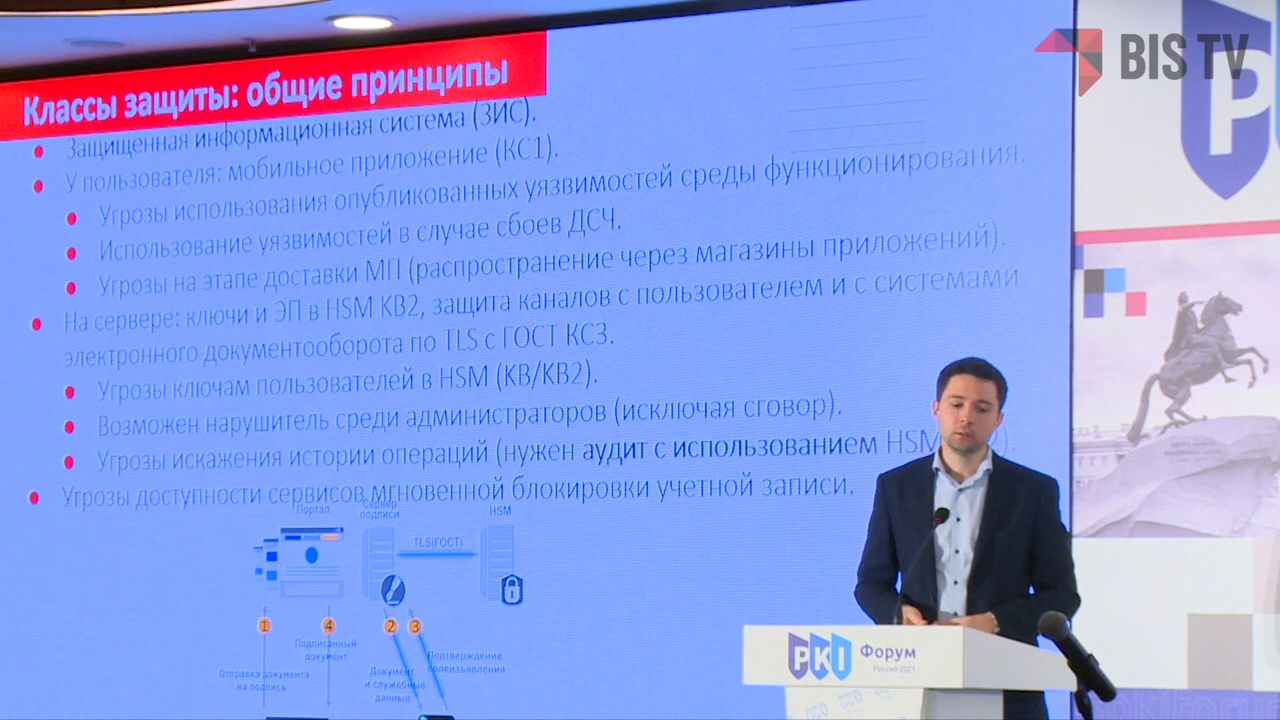 BIS TV
Классы защиты: общие принципы
Защищенная информационная система (ЗИС).
У пользователя: мобильное приложение (КС1).
Угрозы использования опубликованных уязвимостей среды функционирования.
Использование уязвимостей в случае сбоев ДСЧ.
Угрозы на этапе доставки МП (распространение через магазины приложений).
На сервере: ключи и ЭП в HSM KB2, защита каналов с пользователем и с системами
электронного документооборота по TLS с ГОСТ КС3.
Угрозы ключам пользователей в HSM (KB/KB2).
Возможен нарушитель среди администраторов (исключая сговор).
Угрозы искажения истории операций (нужен аудит с использованием HSM
Угрозы доступности сервисов мгновенной блокировки учетной записи.
Портал
Сервер
подписи
HSM
TLS(ГОСТ)
1
4
2
3
Подписанный
документ
Отправка документа
на подпись
Документ
и служебные
данные
Подтверждение
волеизъявления
P
PKI Форум
Россия 2021